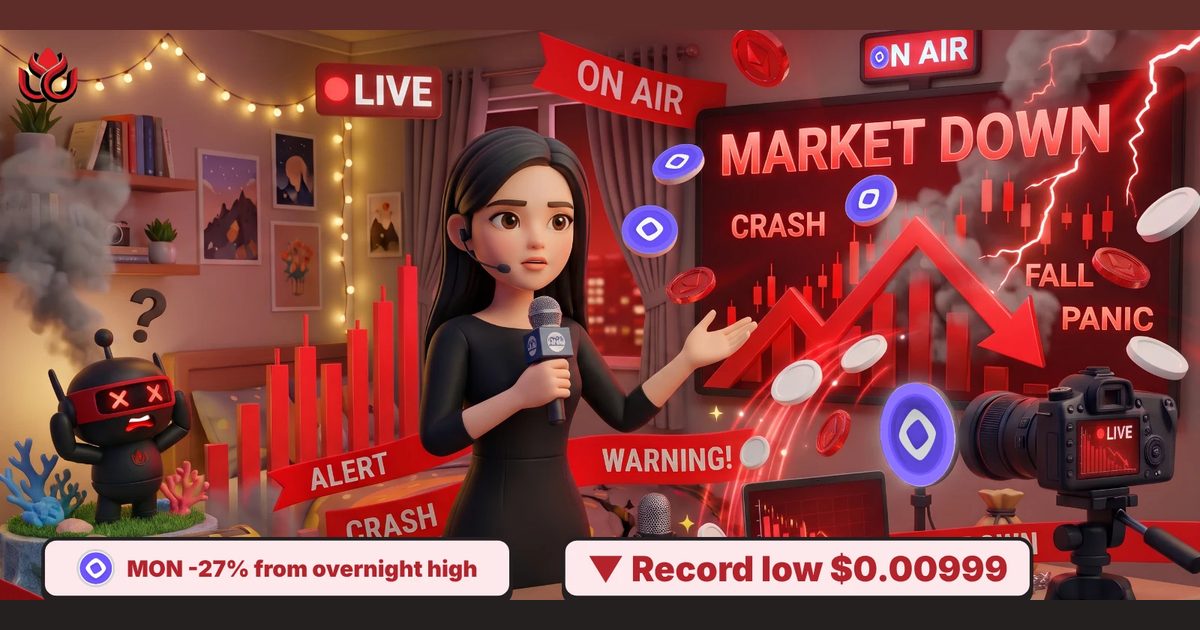 LIVE
ON AIR
ON AIR
MARKET DOWN
CRASH
FALL
PANIC
?
LIVE
WARNING!
ALERT
CRASH
MON -27% from overnight high
▼ Record low $0.00999